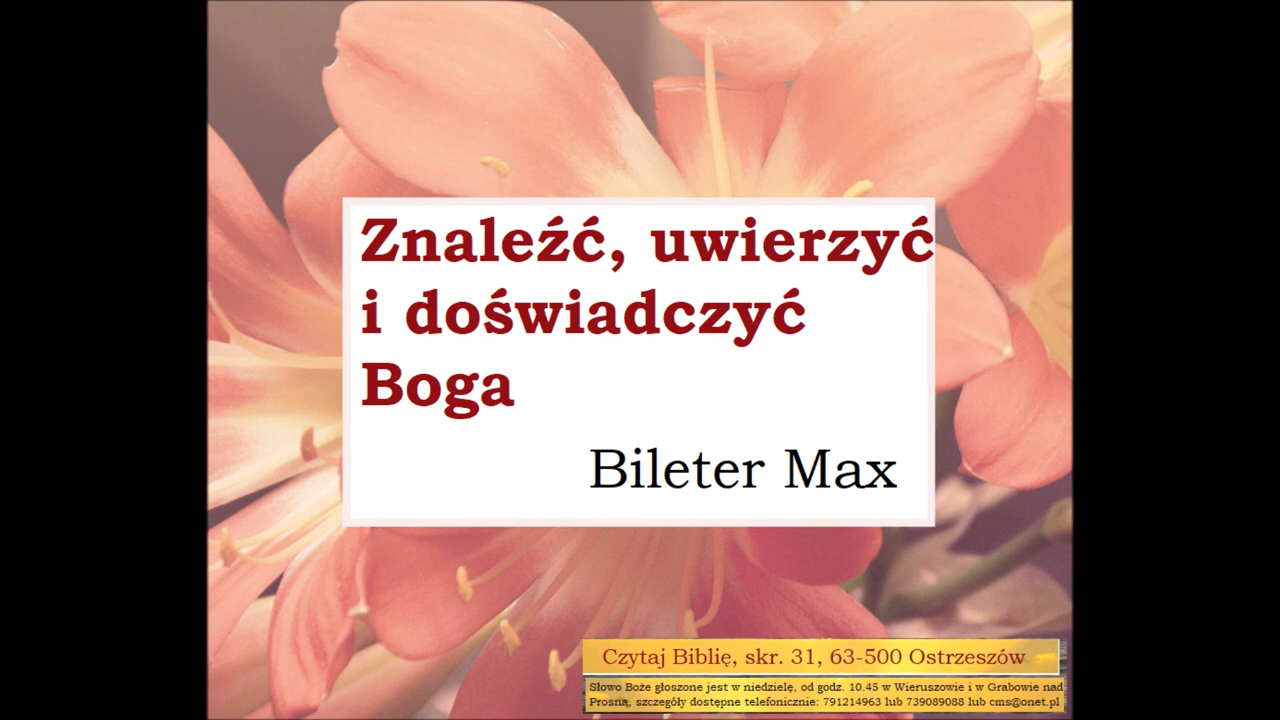 Znaleźć, uwierzyć
i doświadczyć
Boga
Bileter Max
Czytaj Biblię, skr. 31, 63-500 Ostrzeszów
Słowo Boże głoszone jest w niedzielę, od godz. 10.45 w Wieruszowie i w Grabowie nad
Prosną, szczegóły dostępne telefonicznie: 791214963 lub 739089088 lub cms@onet.pl